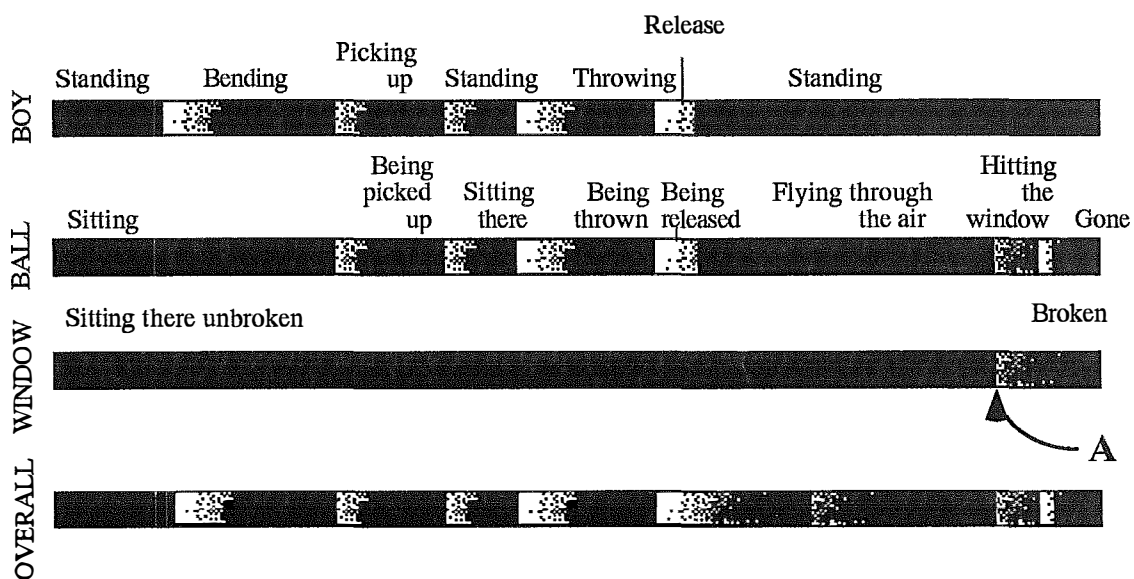 Release
Picking
up
Standing Bending Standing Throwing Standing
BOY
Being
picked
up
Sitting
there
Being
thrown
Being
released
Flying through
the air
Hitting
the
window
Sitting Gone
BALL
Sitting there unbroken Broken
WINDOW
A
OVERALL